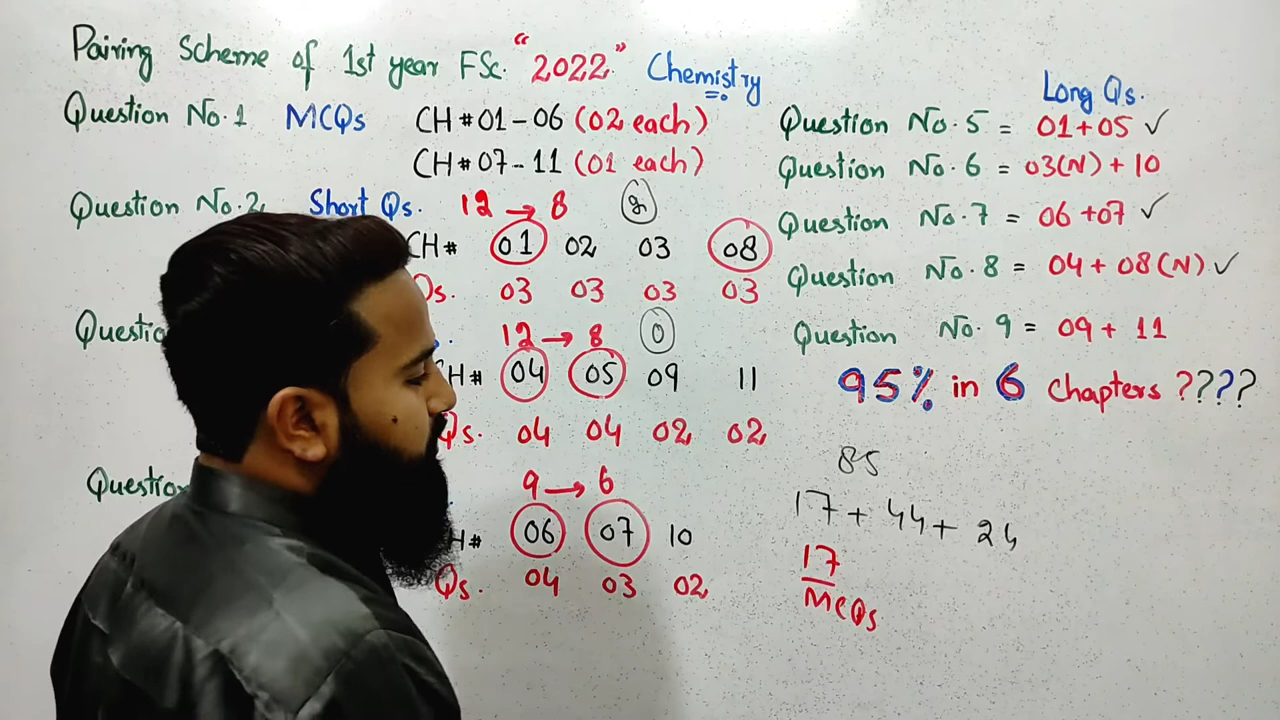 Pairing Scheme of 1st year FSc. "2022" Chemistry
Question No.1 MCQs CH#01-06 (02 each)
CH#07-11 (01 each)
Question No.2 Short Qs. 12 → 8
CH# 01 02 03 08
Qs. 03 03 03 03
Questio 12 → 8 0
H# 04 05 09 11
Qs. 04 04 02 02
Question 9 → 6
H# 06 07 10
Qs. 04 03 02
Long Qs.
Question No.5 = 01+05 ✓
Question No.6 = 03(N)+10
Question No.7 = 06+07 ✓
Question No.8 = 04+08(N) ✓
Question No.9 = 09+11
95% in 6 chapters ????
85
17+44+24
17
MCQs